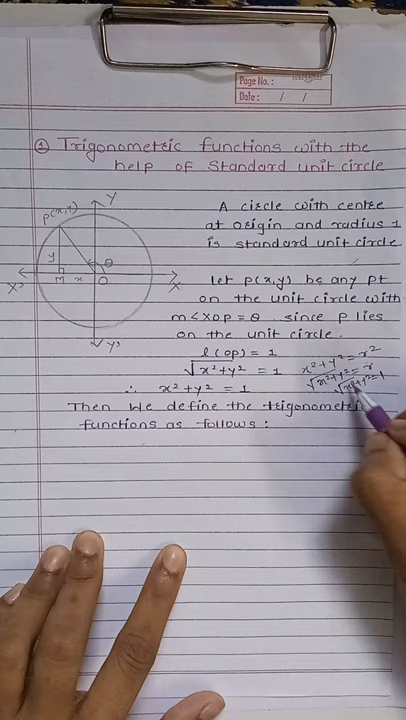 Page No. :
Date : / /
① Trigonometric functions with the
help of Standard unit circle
Y
P(x,y)
y
θ
X'
M
x
O
X
Y'
A circle with centre
at origin and radius 1
is standard unit circle
let p(x,y) be any pt
on the unit circle with
m∠XOP = θ . since p lies
on the unit circle.
l(op) = 1
√x²+y² = 1
∴ x²+y² = 1
x²+y² = r²
√x²+y² = r
√x²+y² = 1
Then We define the trigonometric
functions as follows :